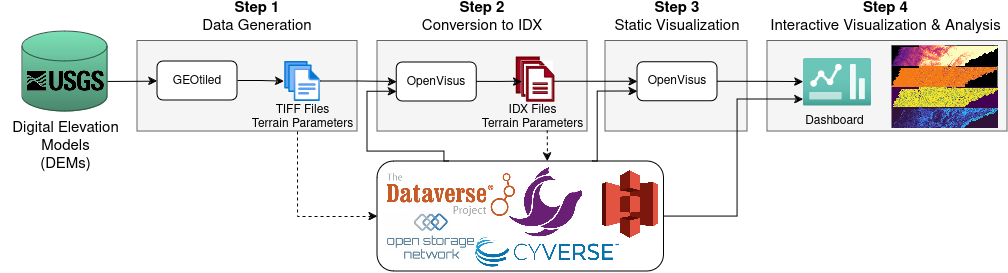 Step 1
Data Generation
Step 2
Conversion to IDX
Step 3
Static Visualization
Step 4
Interactive Visualization & Analysis
USGS
Digital Elevation
Models
(DEMs)
GEOtiled
TIFF Files
Terrain Parameters
OpenVisus
IDX Files
Terrain Parameters
OpenVisus
Dashboard
The
Dataverse®
Project
open storage
network
CYVERSE™